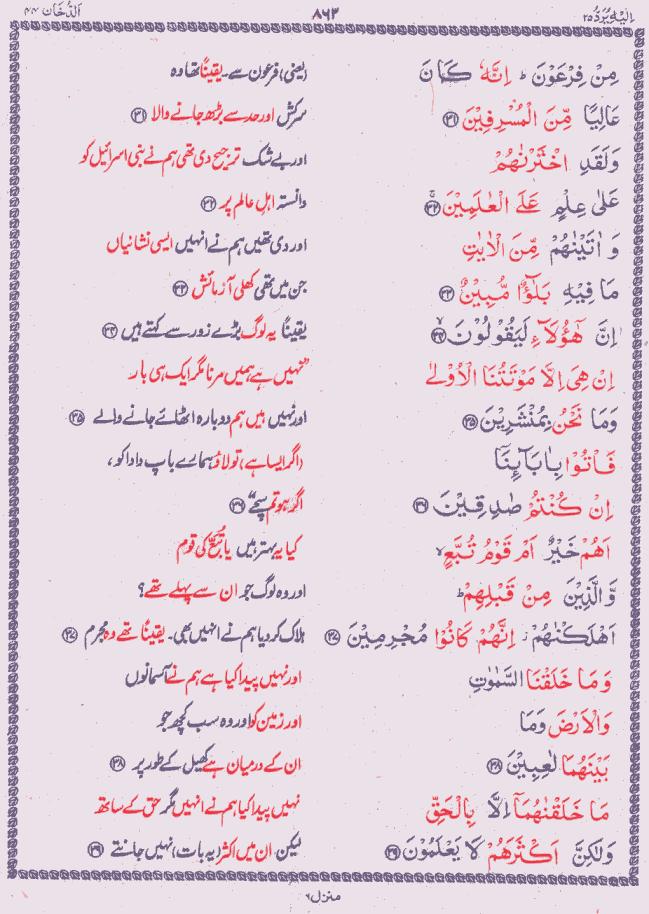 اِلَیْهِ یُرَدُّ ۲۵ ۸۶۳ اَلدُّخَان ۴۴
مِنْ فِرْعَوْنَ ؕ اِنَّهٗ كَانَ (یعنی) فرعون سے۔ یقیناً تھا وہ
عَالِیًا مِّنَ الْمُسْرِفِیْنَ ۳۱ سرکش اور حد سے بڑھ جانے والا ۳۱
وَلَقَدِ اخْتَرْنٰهُمْ اور بے شک ترجیح دی تھی ہم نے بنی اسرائیل کو
عَلٰی عِلْمٍ عَلَی الْعٰلَمِیْنَ ۳۲ دانستہ اہلِ عالم پر ۳۲
وَ اٰتَیْنٰهُمْ مِّنَ الْاٰیٰتِ اور دی تھیں ہم نے انہیں ایسی نشانیاں
مَا فِیْهِ بَلٰٓؤٌا مُّبِیْنٌ ۳۳ جن میں تھی کھلی آزمائش ۳۳
اِنَّ هٰۤؤُلَآءِ لَیَقُوْلُوْنَ ۳۴ یقیناً یہ لوگ بڑے زور سے کہتے ہیں ۳۴
اِنْ هِیَ اِلَّا مَوْتَتُنَا الْاُوْلٰی ”نہیں ہے ہمیں مرنا مگر ایک ہی بار
وَمَا نَحْنُ بِمُنْشَرِیْنَ ۳۵ اور نہیں ہیں ہم دوبارہ اٹھائے جانے والے ۳۵
فَاْتُوْا بِاٰبَآئِنَاۤ (اگر ایسا ہے) تو لاؤ ہمارے باپ دادا کو،
اِنْ كُنْتُمْ صٰدِقِیْنَ ۳۶ اگر ہو تم سچے“ ۳۶
اَهُمْ خَیْرٌ اَمْ قَوْمُ تُبَّعٍ ۙ کیا یہ بہتر ہیں یا تُبّع کی قوم
وَّالَّذِیْنَ مِنْ قَبْلِهِمْ ؕ اور وہ لوگ جو ان سے پہلے تھے؟
اَهْلَكْنٰهُمْ ز اِنَّهُمْ كَانُوْا مُجْرِمِیْنَ ۳۷ ہلاک کر دیا ہم نے انہیں بھی۔ یقیناً تھے وہ مجرم ۳۷
وَمَا خَلَقْنَا السَّمٰوٰتِ اور نہیں پیدا کیا ہے ہم نے آسمانوں
وَالْاَرْضَ وَمَا اور زمین کو اور وہ سب کچھ جو
بَیْنَهُمَا لٰعِبِیْنَ ۳۸ ان کے درمیان ہے کھیل کے طور پر ۳۸
مَا خَلَقْنٰهُمَاۤ اِلَّا بِالْحَقِّ نہیں پیدا کیا ہم نے انہیں مگر حق کے ساتھ
وَلٰكِنَّ اَكْثَرَهُمْ لَا یَعْلَمُوْنَ ۳۹ لیکن ان میں اکثر (یہ بات) نہیں جانتے ۳۹
منزل ۶